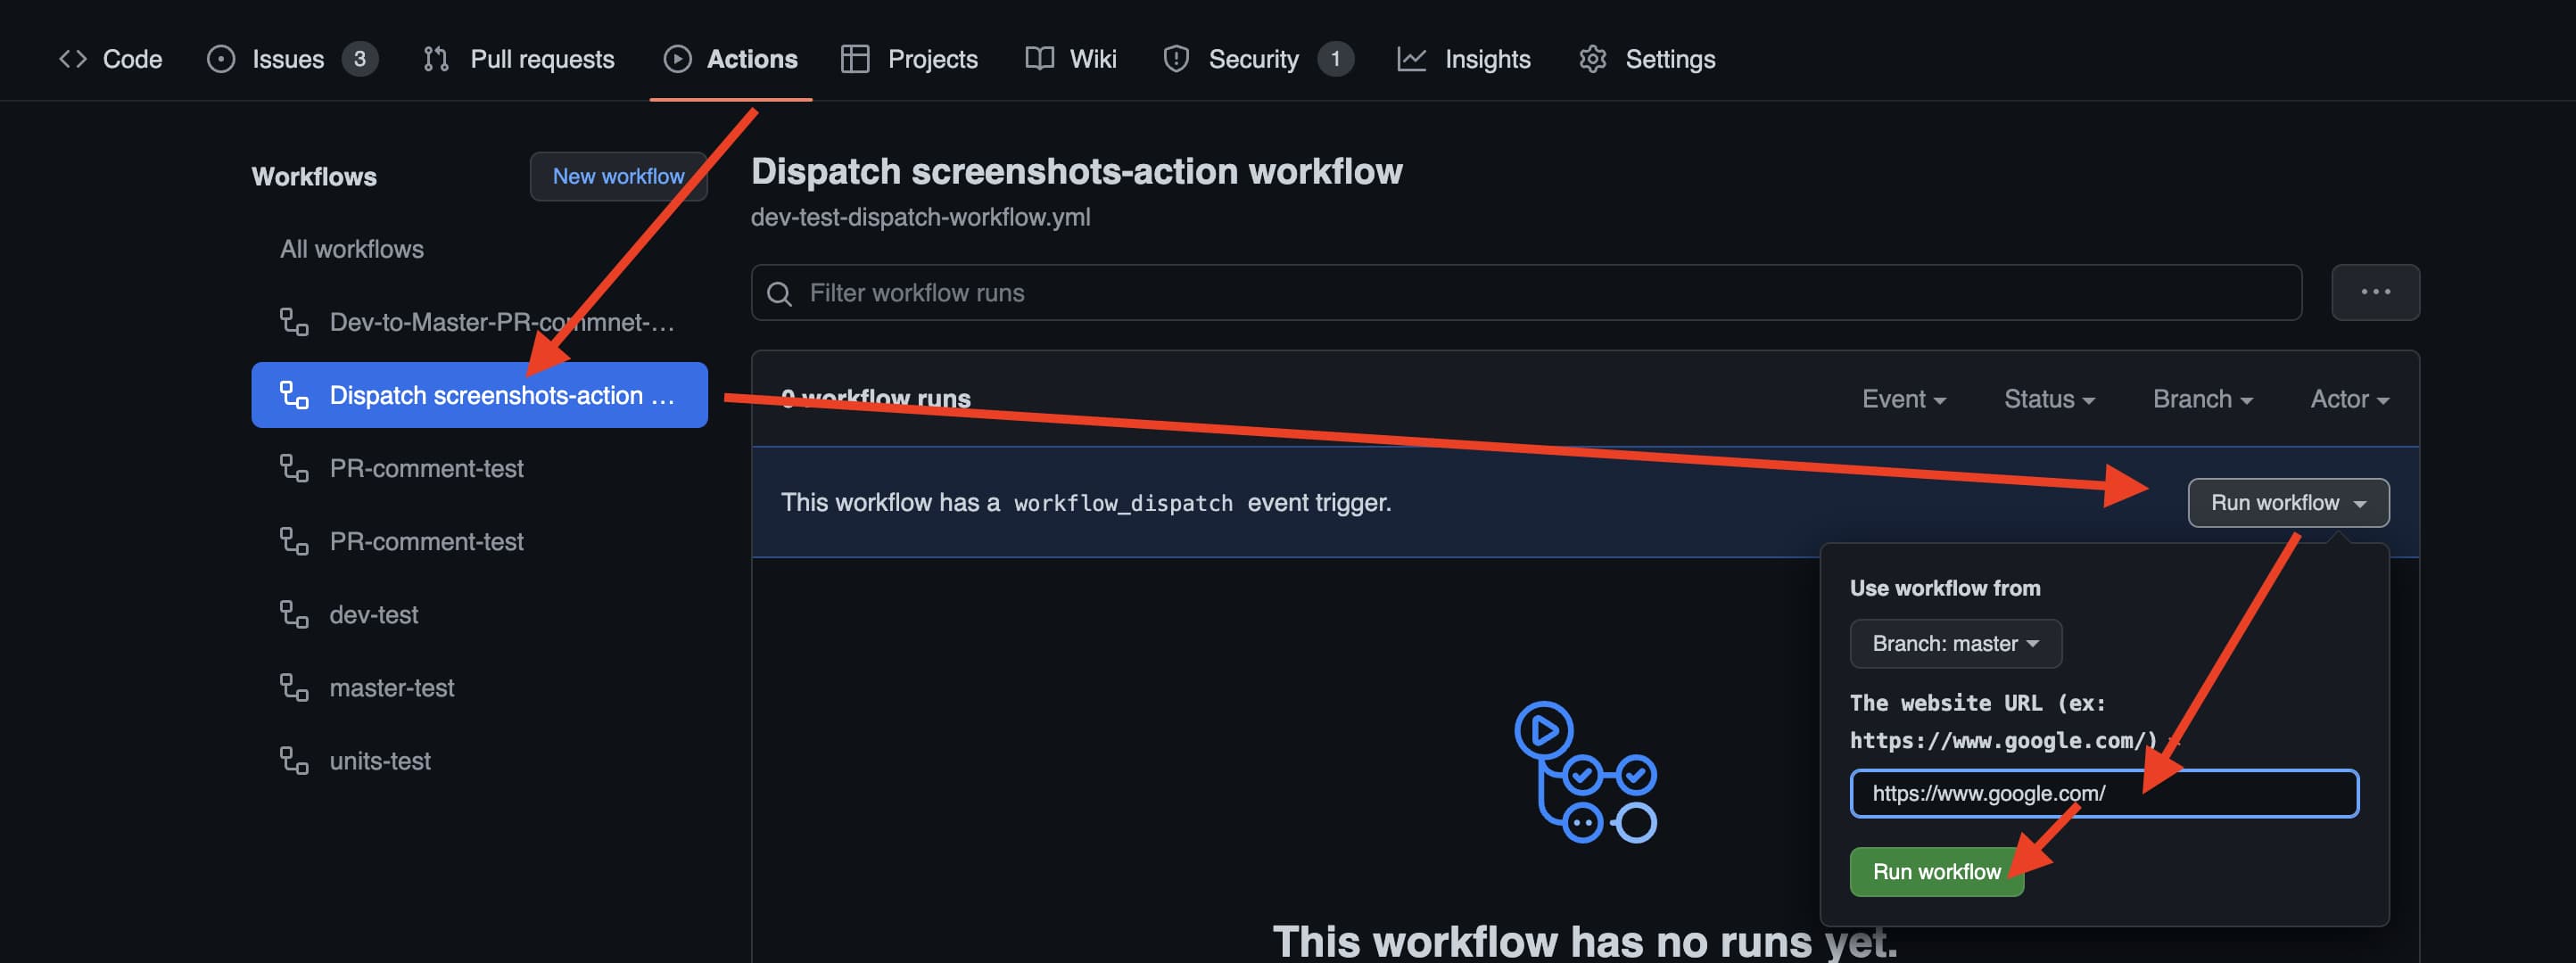 Code
Issues 3
Pull requests
Actions
Projects
Wiki
Security 1
Insights
Settings
Workflows
New workflow
All workflows
Dev-to-Master-PR-commnet-...
Dispatch screenshots-action ...
PR-comment-test
PR-comment-test
dev-test
master-test
units-test
Dispatch screenshots-action workflow
dev-test-dispatch-workflow.yml
Filter workflow runs
...
0 workflow runs
Event
Status
Branch
Actor
This workflow has a workflow_dispatch event trigger.
Run workflow
Use workflow from
Branch: master
The website URL (ex:
https://www.google.com/) *
https://www.google.com/
Run workflow
This workflow has no runs yet.